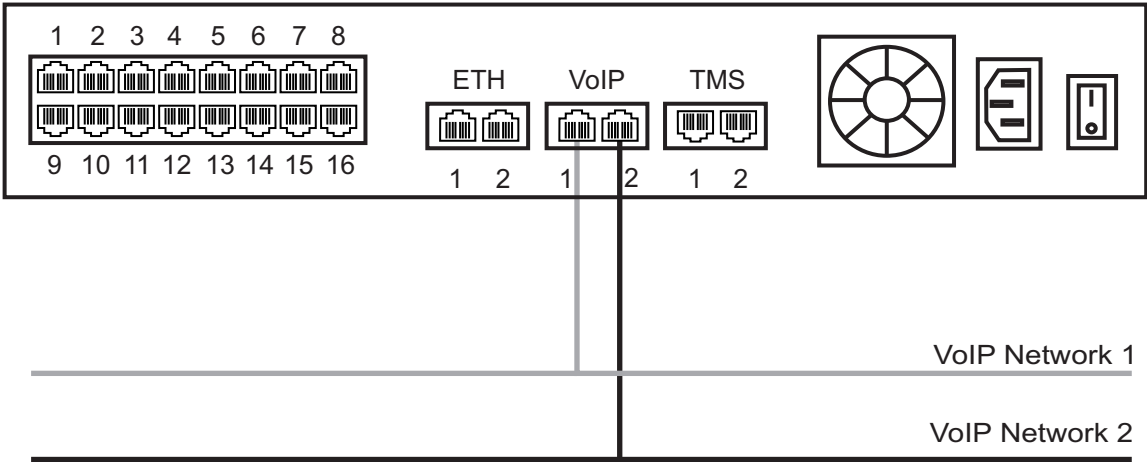 1 2 3 4 5 6 7 8
ETH VoIP TMS
9 10 11 12 13 14 15 16
1 2 1 2 1 2
VoIP Network 1
VoIP Network 2